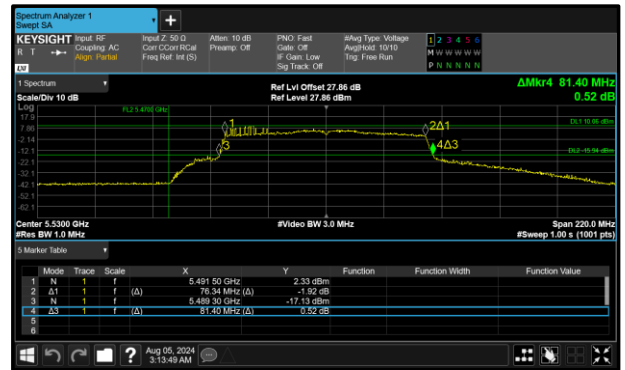 Spectrum Analyzer 1
Swept SA
+
KEYSIGHT Input: RF Input Z: 50 Ω Atten: 10 dB PNO: Fast #Avg Type: Voltage 1 2 3 4 5 6
R T Coupling: AC Corr CCorr RCal Preamp: Off Gate: Off Avg|Hold: 10/10 M W W W W W
Align: Partial Freq Ref: Int (S) IF Gain: Low Trig: Free Run P N N N N N
Sig Track: Off
1 Spectrum Ref Lvl Offset 27.86 dB ΔMkr4 81.40 MHz
Scale/Div 10 dB Ref Level 27.86 dBm 0.52 dB
Log
17.9 FL2 5.4700 GHz
7.86 1 2Δ1 DL1 10.06 dBm
-2.14
-12.1 3 4Δ3 DL2 -15.94 dBm
-22.1
-32.1
-42.1
-52.1
-62.1
Center 5.5300 GHz #Video BW 3.0 MHz Span 220.0 MHz
#Res BW 1.0 MHz #Sweep 1.00 s (1001 pts)
5 Marker Table
Mode Trace Scale X Y Function Function Width Function Value
1 N 1 f 5.491 50 GHz 2.33 dBm
2 Δ1 1 f (Δ) 76.34 MHz (Δ) -1.92 dB
3 N 1 f 5.489 30 GHz -17.13 dBm
4 Δ3 1 f (Δ) 81.40 MHz (Δ) 0.52 dB
5
6
? Aug 05, 2024
3:13:49 AM